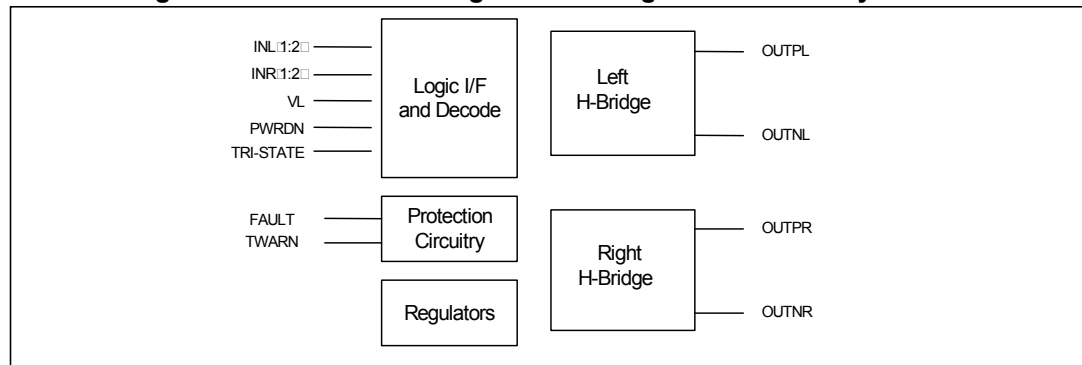 INL□1:2□
INR□1:2□
VL
PWRDN
TRI-STATE
Logic I/F
and Decode
Left
H-Bridge
OUTPL
OUTNL
FAULT
TWARN
Protection
Circuitry
Regulators
Right
H-Bridge
OUTPR
OUTNR